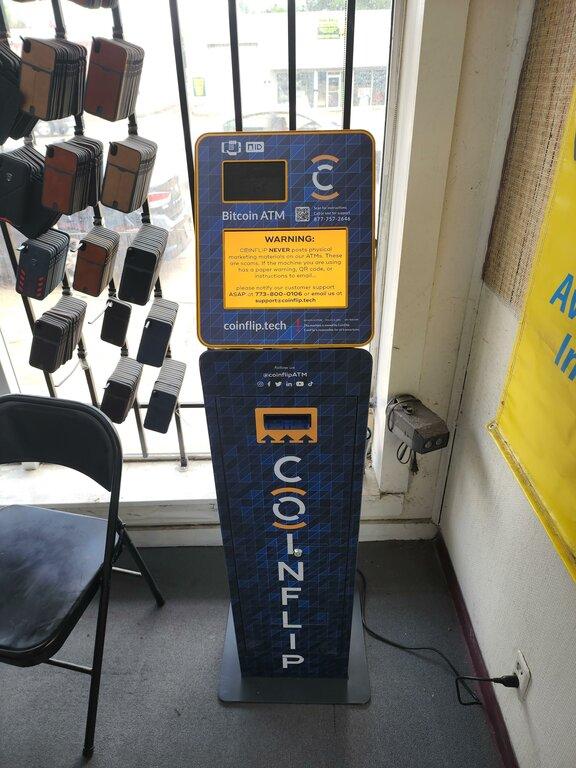 ID
C
Bitcoin ATM
Scan for instructions
Call or text for support
877-757-2646
WARNING:
COINFLIP NEVER posts physical
marketing materials on our ATMs. These
are scams. If the machine you are using
has a paper warning, QR code, or
instructions to email...
please notify our customer support
ASAP at 773-800-0106 or email us at
support@coinflip.tech
coinflip.tech
Follow us
@coinflipATM
COINFLIP
Av
In